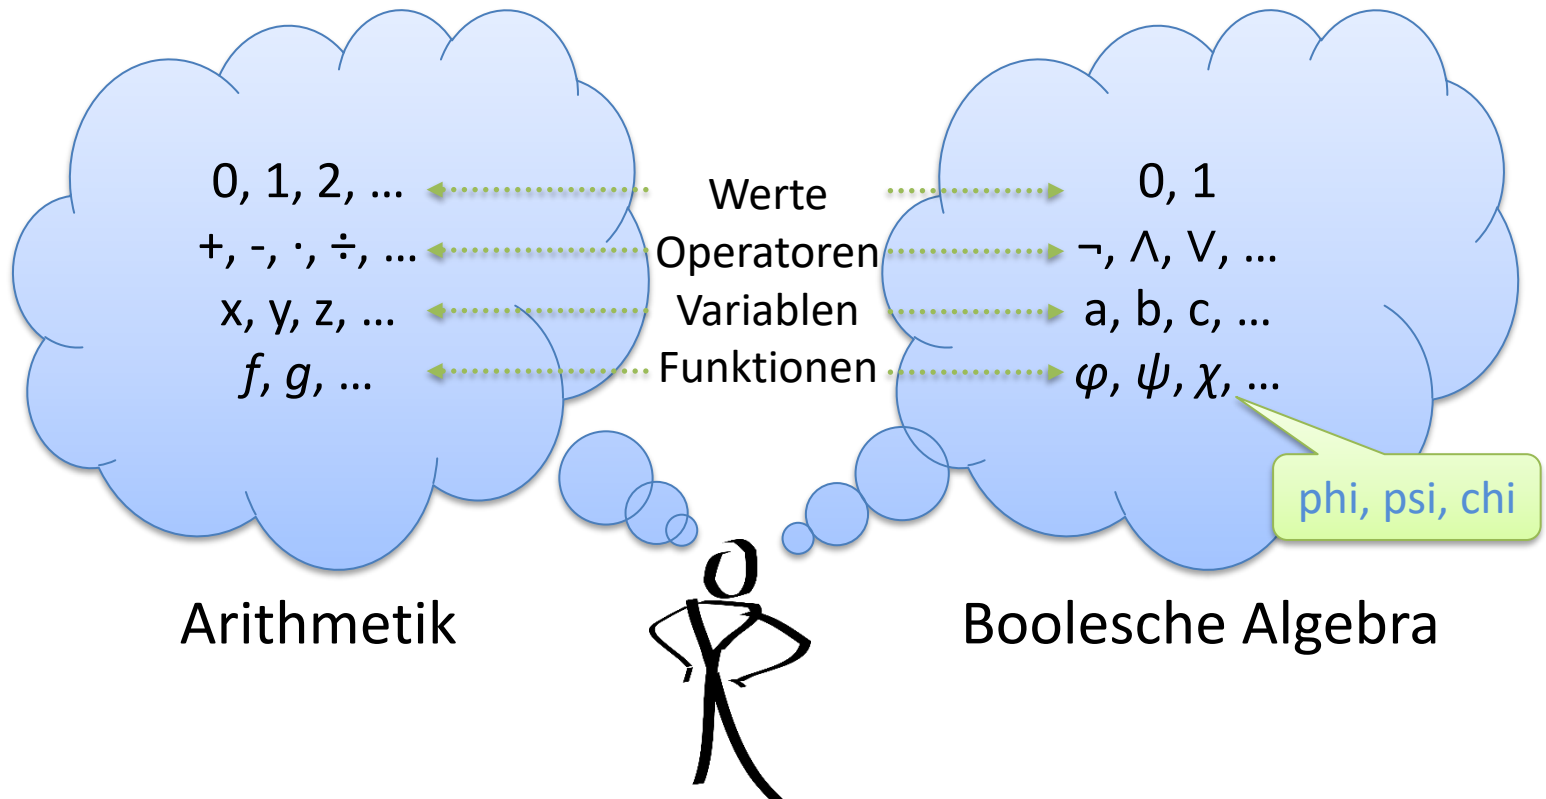 0, 1, 2, …
Werte
0, 1
+, -, ·, ÷, …
Operatoren
¬, ∧, ∨, …
x, y, z, …
Variablen
a, b, c, …
f, g, …
Funktionen
φ, ψ, χ, …
phi, psi, chi
Arithmetik
Boolesche Algebra